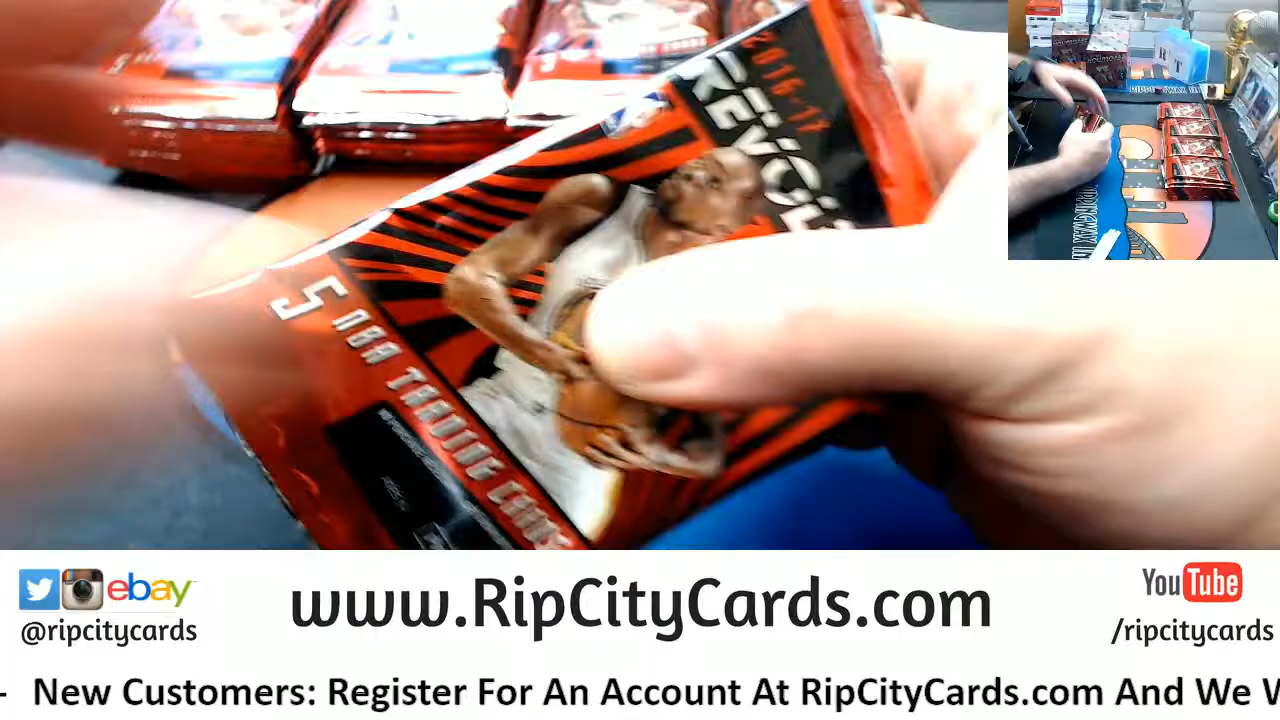 2016-17
REVOLU
5 NBA TRADING CARDS
ebay
@ripcitycards
www.RipCityCards.com
YouTube
/ripcitycards
- New Customers: Register For An Account At RipCityCards.com And We